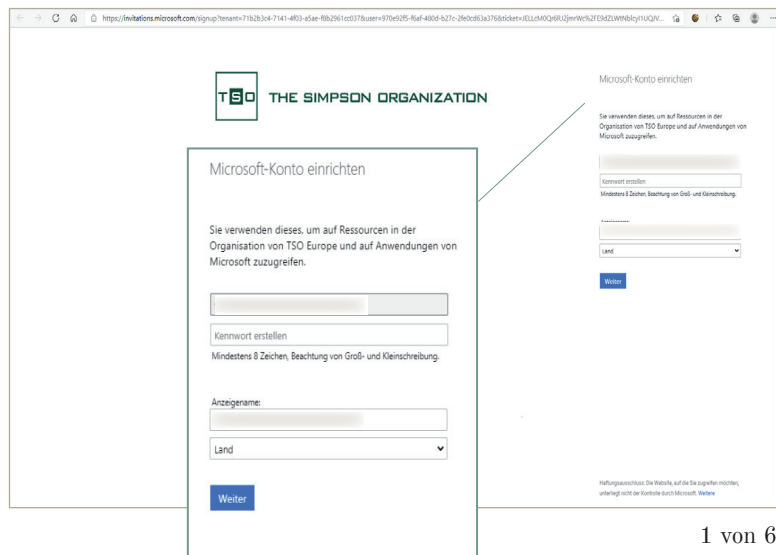 https://invitations.microsoft.com/signup?tenant=71b2b3c4-7141-4f03-a5ae-f8b2961cc037&user=970e92f5-f6af-480d-b27c-2fe0cd63a376&ticket=
TSO THE SIMPSON ORGANIZATION
Microsoft-Konto einrichten
Sie verwenden dieses, um auf Ressourcen in der
Organisation von TSO Europe und auf Anwendungen von
Microsoft zuzugreifen.
Kennwort erstellen
Mindestens 8 Zeichen, Beachtung von Groß- und Kleinschreibung.
Anzeigename:
Land
Weiter
Microsoft-Konto einrichten
Sie verwenden dieses, um auf Ressourcen in der
Organisation von TSO Europe und auf Anwendungen von
Microsoft zuzugreifen.
Kennwort erstellen
Mindestens 8 Zeichen, Beachtung von Groß- und Kleinschreibung.
Land
Weiter
Haftungsausschluss: Die Website, auf die Sie zugreifen möchten,
unterliegt nicht der Kontrolle durch Microsoft. Weitere
1 von 6